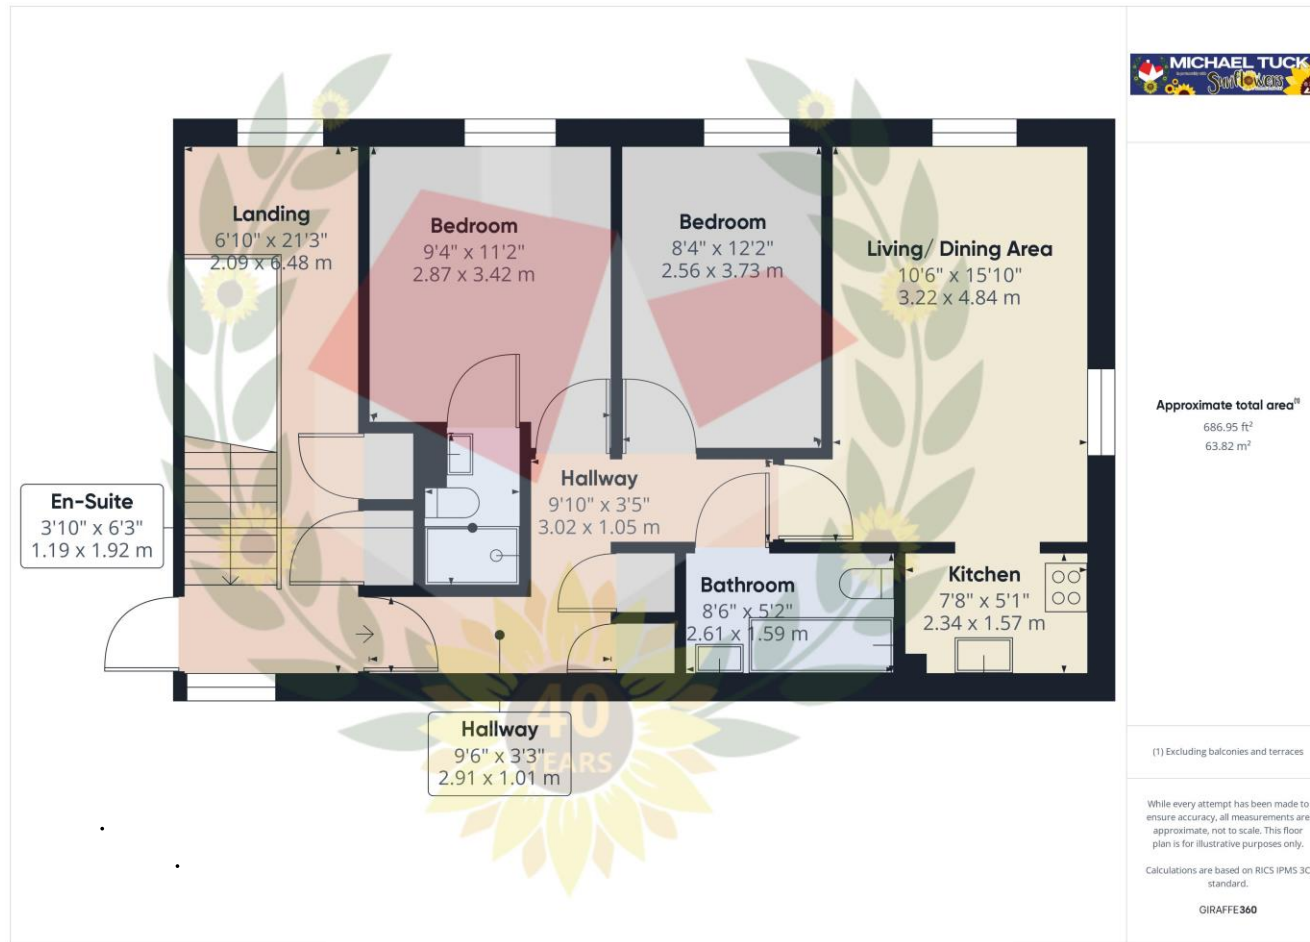 MICHAEL TUCK
Sunflowers
Landing
6'10" x 21'3"
2.09 x 6.48 m
Bedroom
9'4" x 11'2"
2.87 x 3.42 m
Bedroom
8'4" x 12'2"
2.56 x 3.73 m
Living/ Dining Area
10'6" x 15'10"
3.22 x 4.84 m
En-Suite
3'10" x 6'3"
1.19 x 1.92 m
Hallway
9'10" x 3'5"
3.02 x 1.05 m
Bathroom
8'6" x 5'2"
2.61 x 1.59 m
Kitchen
7'8" x 5'1"
2.34 x 1.57 m
Hallway
9'6" x 3'3"
2.91 x 1.01 m
40
YEARS
Approximate total area(1)
686.95 ft²
63.82 m²
(1) Excluding balconies and terraces
While every attempt has been made to
ensure accuracy, all measurements are
approximate, not to scale. This floor
plan is for illustrative purposes only.
Calculations are based on RICS IPMS 3C
standard.
GIRAFFE360